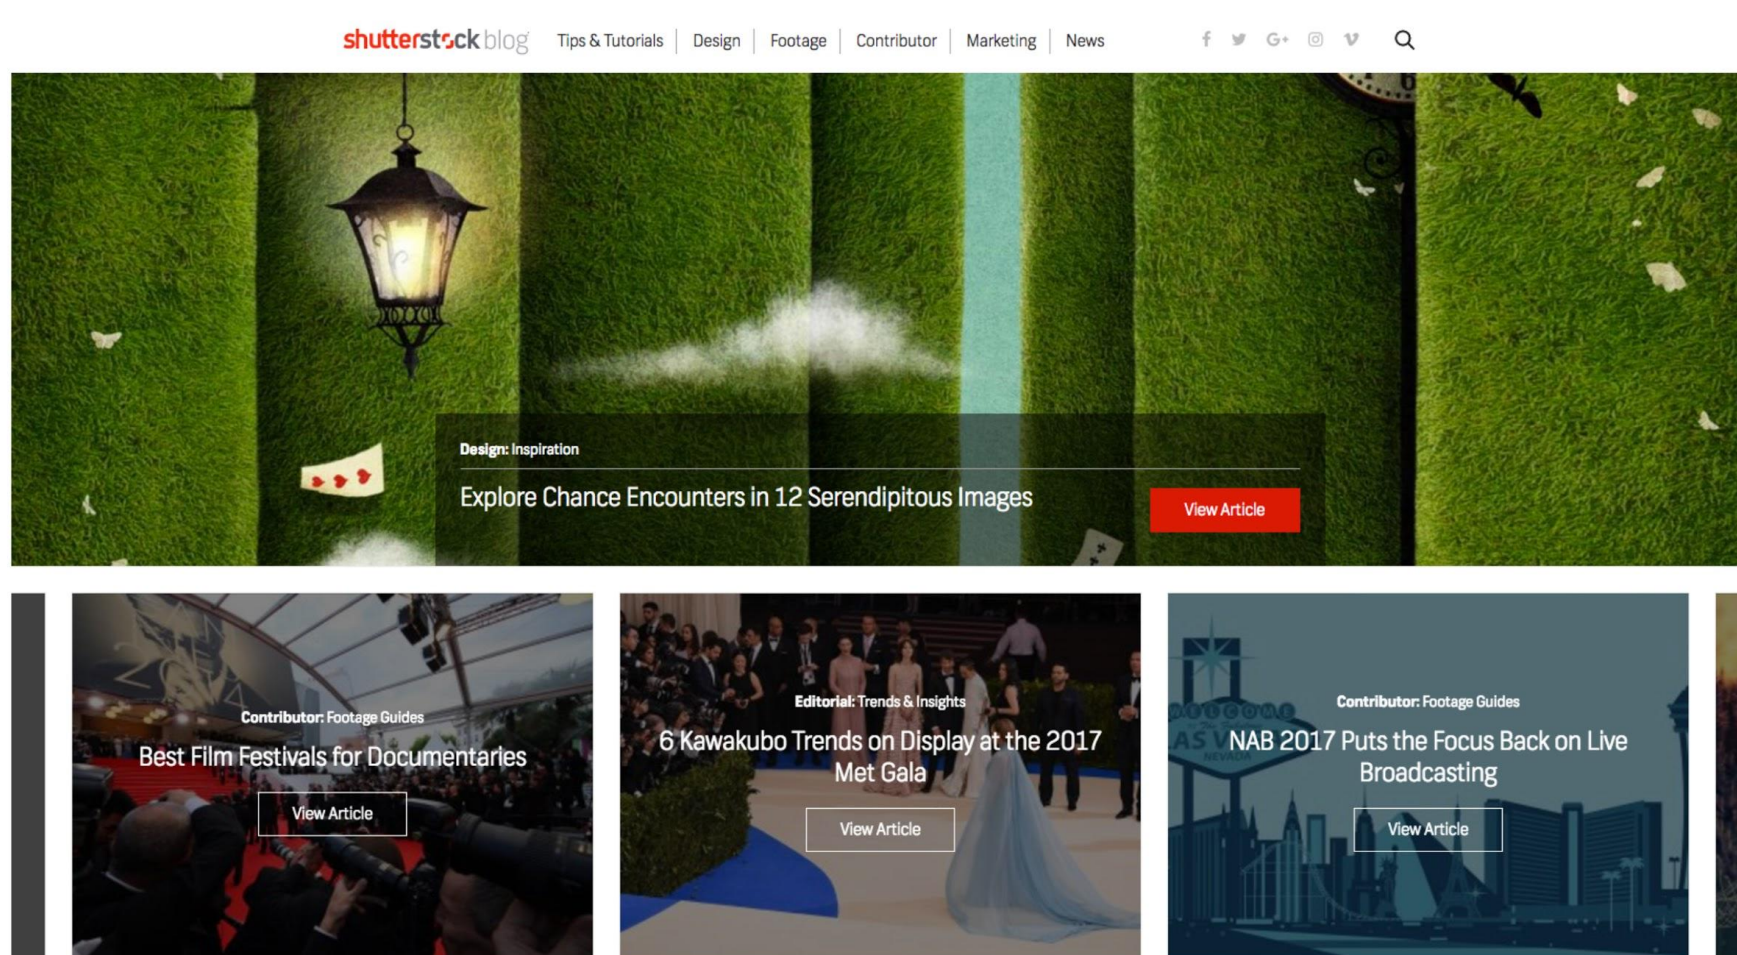 shutterstock blog Tips & Tutorials Design Footage Contributor Marketing News f G+
Design: Inspiration
Explore Chance Encounters in 12 Serendipitous Images
View Article
Contributor: Footage Guides
Best Film Festivals for Documentaries
View Article
Editorial: Trends & Insights
6 Kawakubo Trends on Display at the 2017
Met Gala
View Article
WELCOME
LAS V
NEVADA
Contributor: Footage Guides
NAB 2017 Puts the Focus Back on Live
Broadcasting
View Article